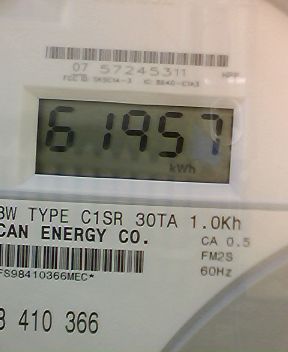 07 57245311
61957
kWh
3W TYPE C1SR 30TA 1.0Kh
CAN ENERGY CO.
CA 0.5
FM2S
60Hz
FS98410366MEC*
410 366